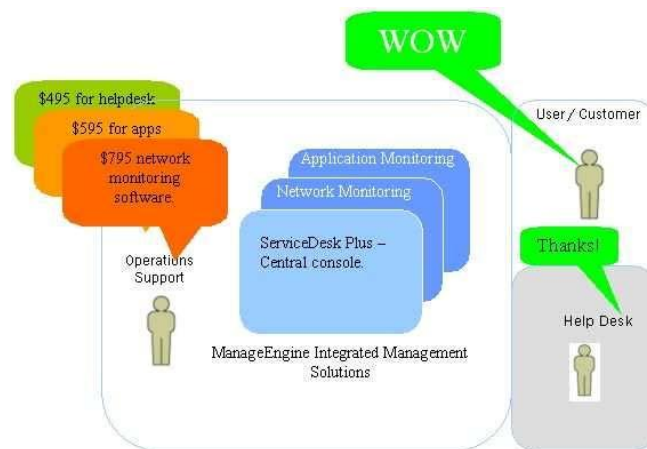 WOW
$495 for helpdesk
$595 for apps
$795 network
monitoring
software.
User / Customer
Application Monitoring
Network Monitoring
ServiceDesk Plus –
Central console.
Operations
Support
Thanks!
Help Desk
ManageEngine Integrated Management
Solutions